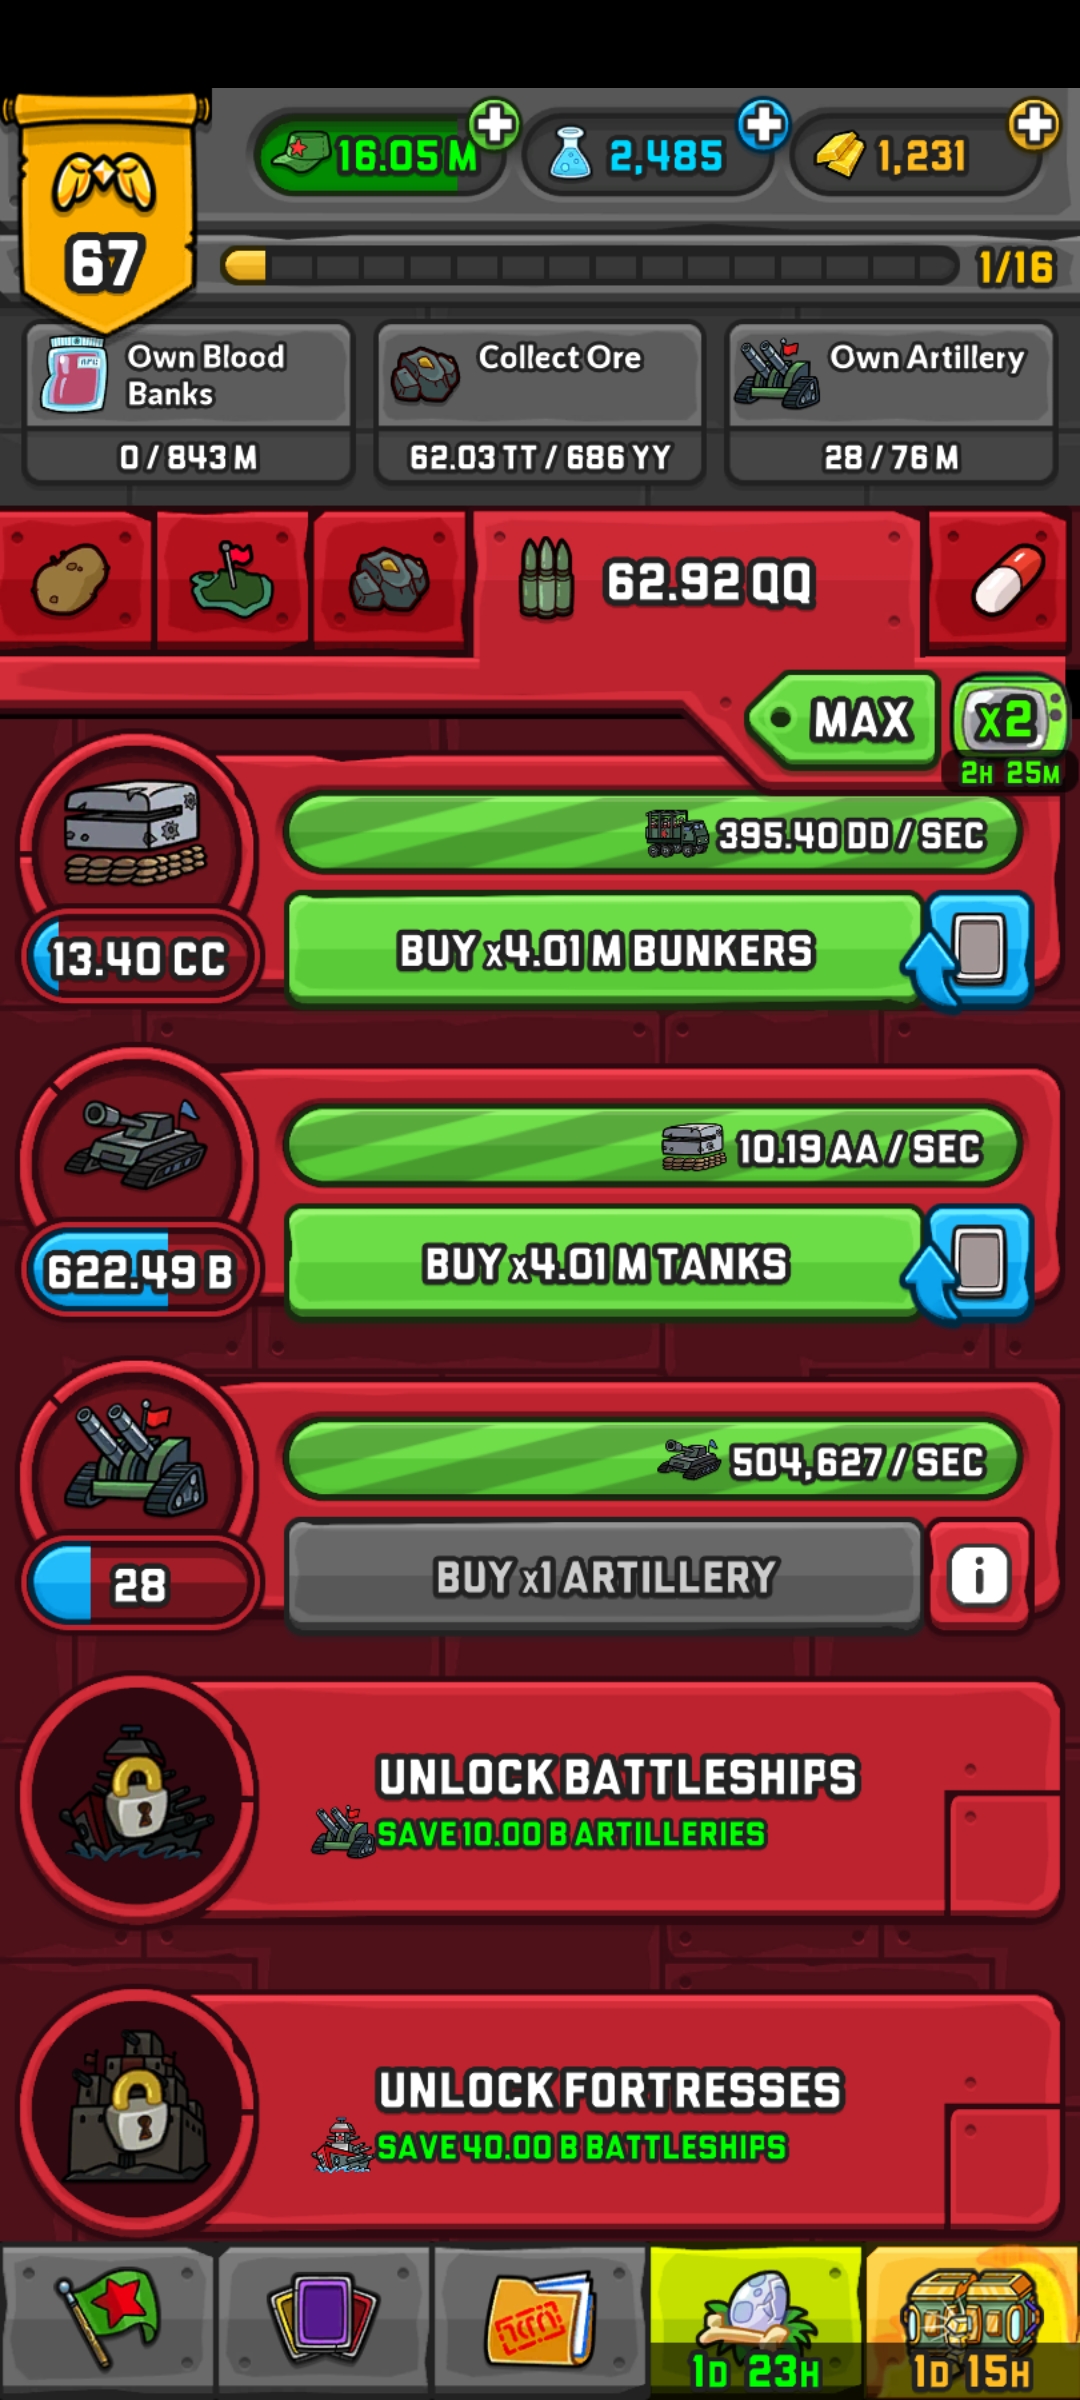 16.05 M
2,485
1,231
67
1/16
Own Blood
Banks
Collect Ore
Own Artillery
0 / 843 M
62.03 TT / 686 YY
28 / 76 M
62.92 QQ
MAX
x2
2H 25M
395.40 DD / SEC
13.40 CC
BUY x4.01 M BUNKERS
10.19 AA / SEC
622.49 B
BUY x4.01 M TANKS
504,627 / SEC
28
BUY x1 ARTILLERY
i
UNLOCK BATTLESHIPS
SAVE 10.00 B ARTILLERIES
UNLOCK FORTRESSES
SAVE 40.00 B BATTLESHIPS
1D 23H
1D 15H